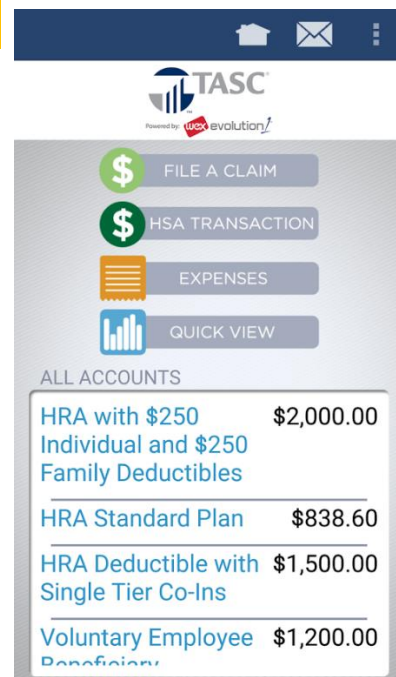 TASC
Powered by: wex evolution1
FILE A CLAIM
HSA TRANSACTION
EXPENSES
QUICK VIEW
ALL ACCOUNTS
HRA with $250 $2,000.00
Individual and $250
Family Deductibles
HRA Standard Plan $838.60
HRA Deductible with $1,500.00
Single Tier Co-Ins
Voluntary Employee $1,200.00
Beneficiary